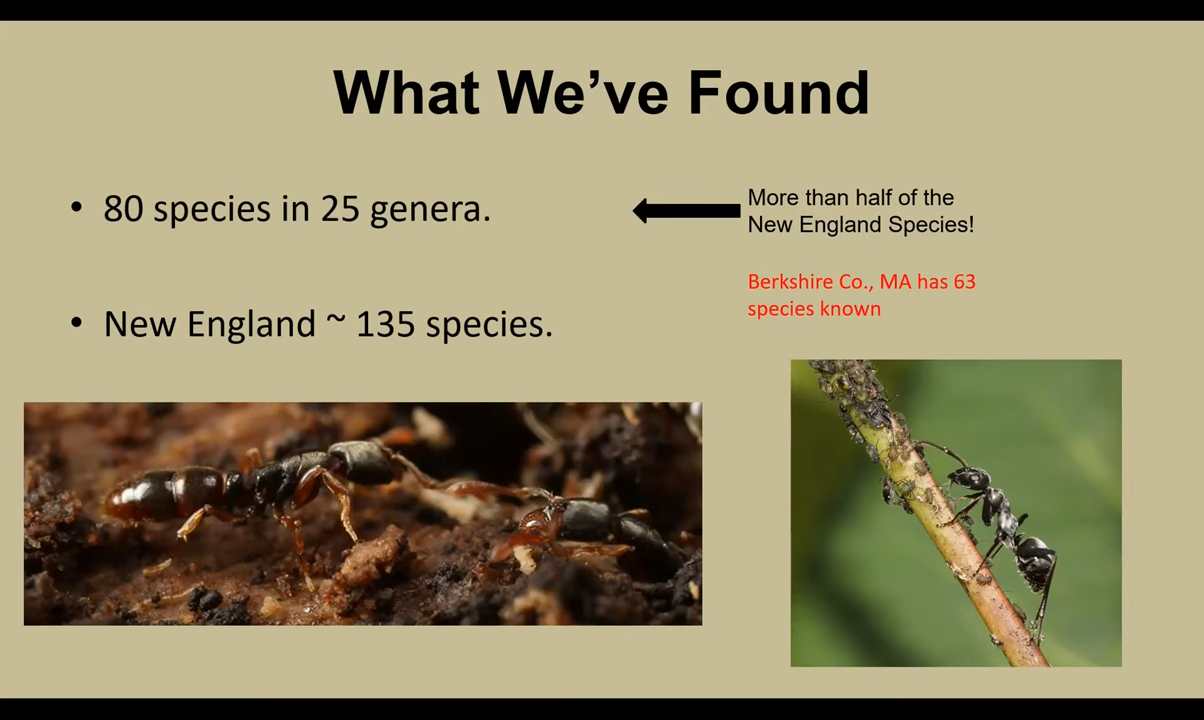 What We’ve Found
• 80 species in 25 genera.
More than half of the
New England Species!
Berkshire Co., MA has 63
species known
• New England ~ 135 species.